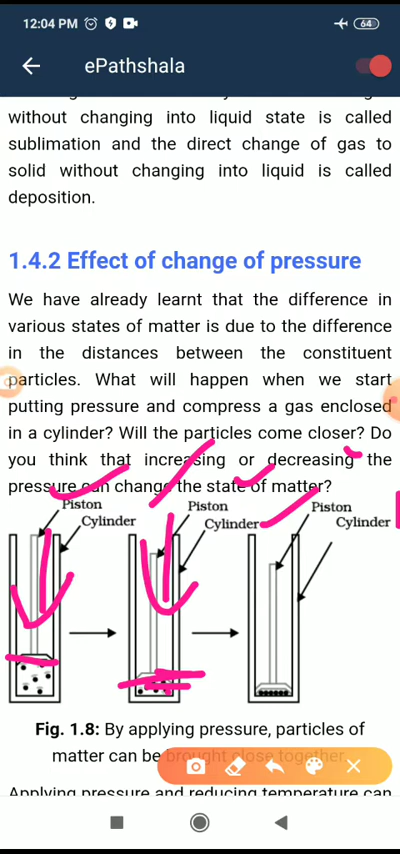 12:04 PM
64
ePathshala
without changing into liquid state is called
sublimation and the direct change of gas to
solid without changing into liquid is called
deposition.
1.4.2 Effect of change of pressure
We have already learnt that the difference in
various states of matter is due to the difference
in the distances between the constituent
particles. What will happen when we start
putting pressure and compress a gas enclosed
in a cylinder? Will the particles come closer? Do
you think that increasing or decreasing the
pressure can change the state of matter?
Piston Piston Piston
Cylinder Cylinder Cylinder
Fig. 1.8: By applying pressure, particles of
matter can be brought close together
Applying pressure and reducing temperature can